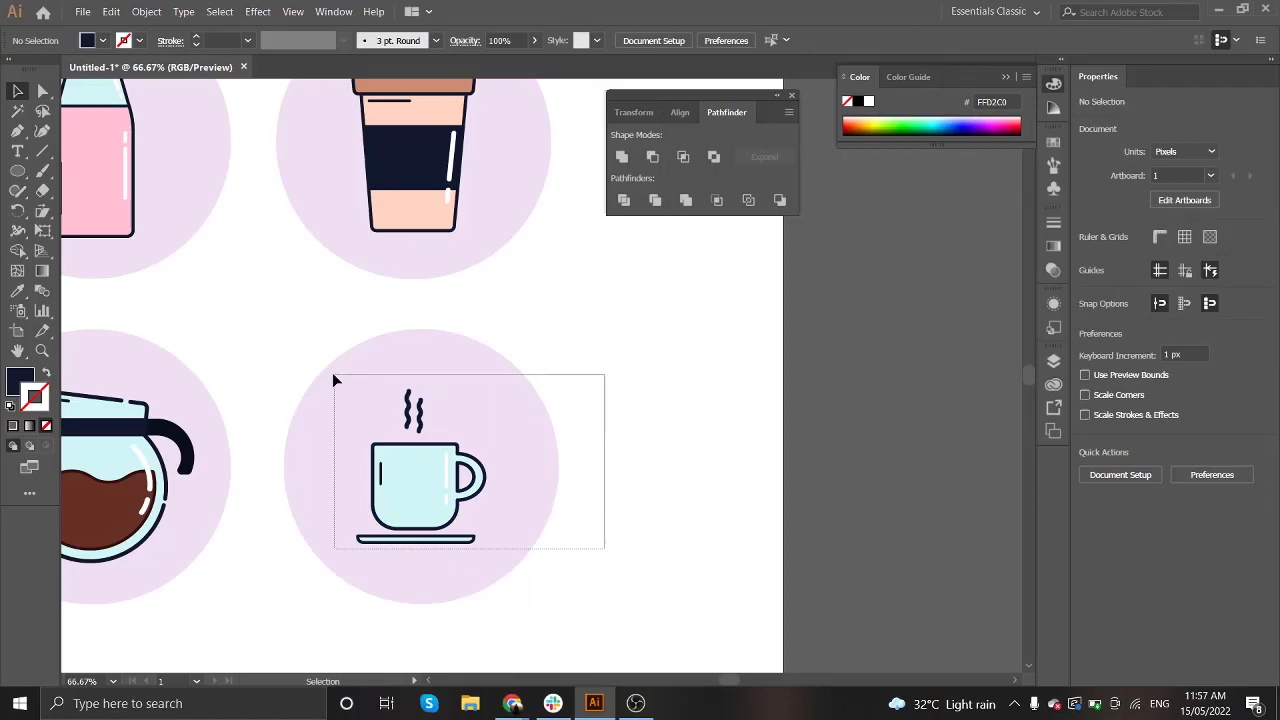 Ai File Edit Object Type Select Effect View Window Help Essentials Classic Search Adobe Stock
No Selection Stroke: 3 pt. Round Opacity: 100% Style: Document Setup Preferences
Untitled-1* @ 66.67% (RGB/Preview)
Transform Align Pathfinder
Shape Modes:
Expand
Pathfinders:
Color Color Guide
# FFD2C0
Properties
No Selection
Document
Units: Pixels
Artboard: 1
Edit Artboards
Ruler & Grids
Guides
Snap Options
Preferences
Keyboard Increment: 1 px
Use Preview Bounds
Scale Corners
Scale Strokes & Effects
Quick Actions
Document Setup Preferences
66.67% 1 Selection
Type here to search
Ai
32°C Light rain
11:57 AM
15/05/2022
8